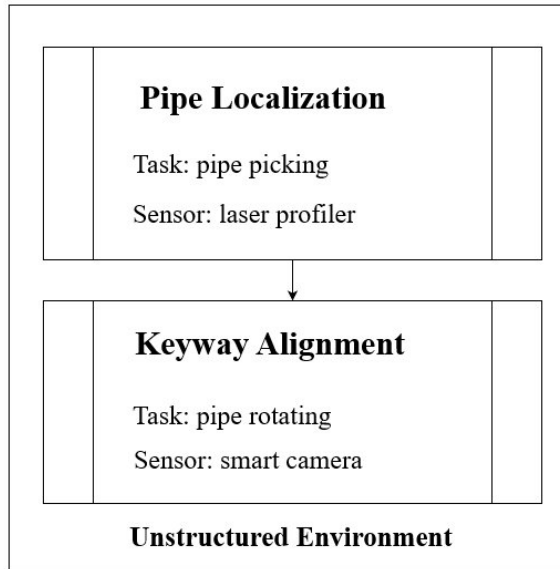 Pipe Localization
Task: pipe picking
Sensor: laser profiler
Keyway Alignment
Task: pipe rotating
Sensor: smart camera
Unstructured Environment